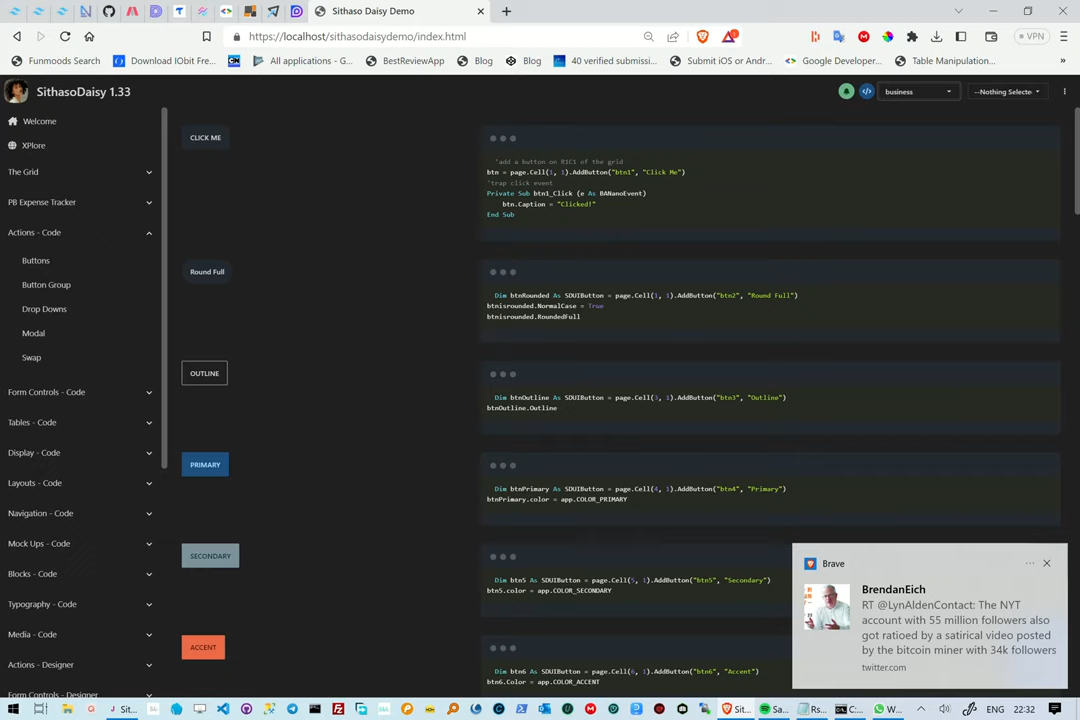 Sithaso Daisy Demo
https://localhost/sithasodaisydemo/index.html
VPN
Funmoods Search
Download IObit Free...
All applications - G...
BestReviewApp
Blog
Blog
40 verified submissi...
Submit iOS or Andr...
Google Developer...
Table Manipulation...
SithasoDaisy 1.33
business
--Nothing Selecte
Welcome
XPlore
The Grid
PB Expense Tracker
Actions - Code
Buttons
Button Group
Drop Downs
Modal
Swap
Form Controls - Code
Tables - Code
Display - Code
Layouts - Code
Navigation - Code
Mock Ups - Code
Blocks - Code
Typography - Code
Media - Code
Actions - Designer
Form Controls - Designer
CLICK ME
'add a button on R1C1 of the grid
btn = page.Cell(1, 1).AddButton("btn1", "Click Me")
'trap click event
Private Sub btn1_Click (e As BANanoEvent)
btn.Caption = "Clicked!"
End Sub
Round Full
Dim btnRounded As SDUIButton = page.Cell(1, 1).AddButton("btn2", "Round Full")
btnisrounded.NormalCase = True
btnisrounded.RoundedFull
OUTLINE
Dim btnOutline As SDUIButton = page.Cell(3, 1).AddButton("btn3", "Outline")
btnOutline.Outline
PRIMARY
Dim btnPrimary As SDUIButton = page.Cell(4, 1).AddButton("btn4", "Primary")
btnPrimary.color = app.COLOR_PRIMARY
SECONDARY
Dim btn5 As SDUIButton = page.Cell(5, 1).AddButton("btn5", "Secondary")
btn5.color = app.COLOR_SECONDARY
ACCENT
Dim btn6 As SDUIButton = page.Cell(6, 1).AddButton("btn6", "Accent")
btn6.Color = app.COLOR_ACCENT
Brave
BrendanEich
RT @LynAldenContact: The NYT
account with 55 million followers also
got ratioed by a satirical video posted
by the bitcoin miner with 34k followers
twitter.com
Sit...
Sit...
Sa...
Rs...
C:...
W...
ENG
22:32